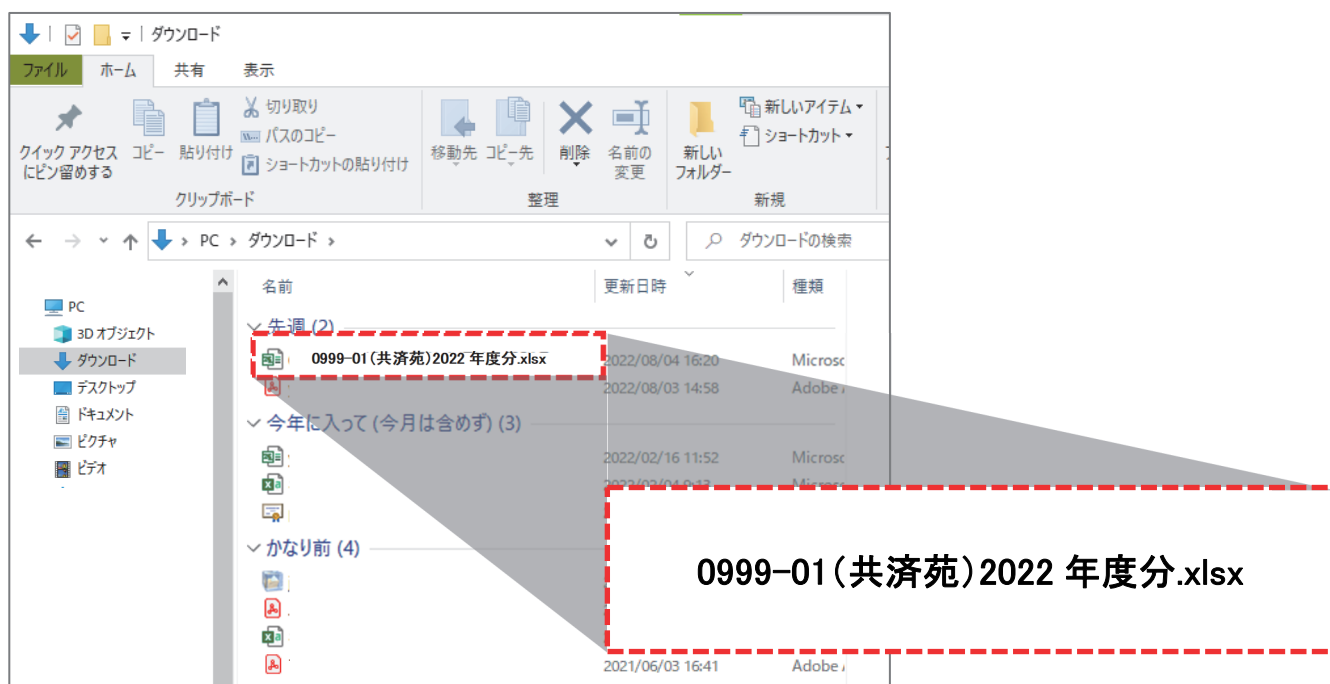 ダウンロード
ファイル ホーム 共有 表示
クイック アクセス
にピン留めする
コピー
貼り付け
切り取り
パスのコピー
ショートカットの貼り付け
クリップボード
移動先
コピー先
削除
名前の
変更
整理
新しい
フォルダー
新しいアイテム
ショートカット
新規
PC ダウンロード
ダウンロードの検索
PC
3D オブジェクト
ダウンロード
デスクトップ
ドキュメント
ピクチャ
ビデオ
名前 更新日時 種類
先週 (2)
0999-01（共済苑）2022 年度分.xlsx 2022/08/04 16:20 Microsc
2022/08/03 14:58 Adobe
今年に入って (今月は含めず) (3)
2022/02/16 11:52 Microsc
かなり前 (4)
2021/06/03 16:41 Adobe
0999-01（共済苑）2022 年度分.xlsx